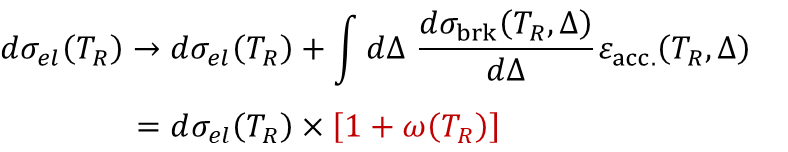 dσ_el(T_R) → dσ_el(T_R) + ∫ dΔ dσ_brk(T_R, Δ)/dΔ ε_acc.(T_R, Δ)
= dσ_el(T_R) × [1 + ω(T_R)]